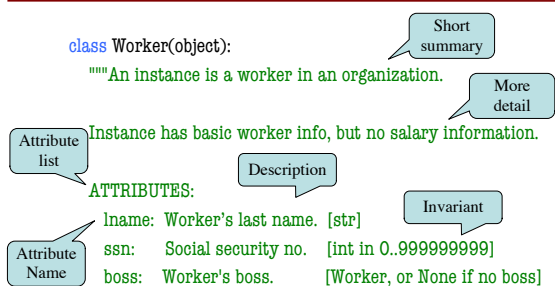 Short
summary
class Worker(object):
"""An instance is a worker in an organization.
More
detail
Instance has basic worker info, but no salary information.
Attribute
list
Description
ATTRIBUTES:
Invariant
lname: Worker's last name. [str]
ssn: Social security no. [int in 0..999999999]
Attribute
Name
boss: Worker's boss. [Worker, or None if no boss]